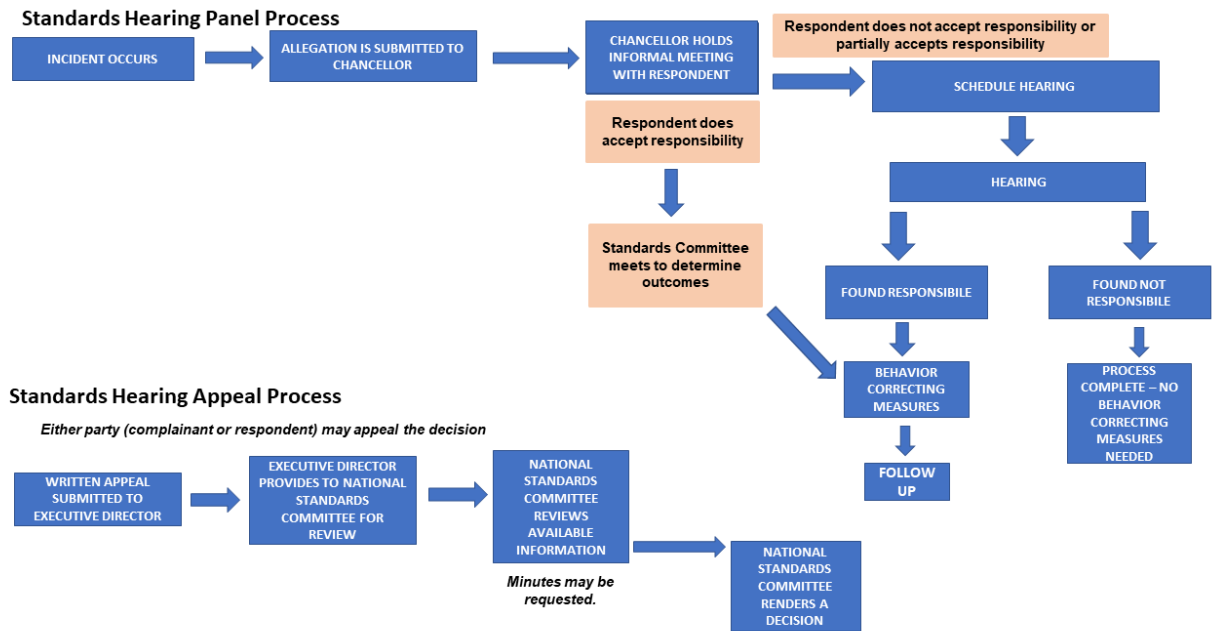 Standards Hearing Panel Process
INCIDENT OCCURS
ALLEGATION IS SUBMITTED TO
CHANCELLOR
CHANCELLOR HOLDS
INFORMAL MEETING
WITH RESPONDENT
Respondent does not accept responsibility or
partially accepts responsibility
SCHEDULE HEARING
Respondent does
accept responsibility
HEARING
Standards Committee
meets to determine
outcomes
FOUND RESPONSIBILE
FOUND NOT
RESPONSIBILE
BEHAVIOR
CORRECTING
MEASURES
PROCESS
COMPLETE – NO
BEHAVIOR
CORRECTING
MEASURES
NEEDED
FOLLOW
UP
Standards Hearing Appeal Process
Either party (complainant or respondent) may appeal the decision
WRITTEN APPEAL
SUBMITTED TO
EXECUTIVE DIRECTOR
EXECUTIVE DIRECTOR
PROVIDES TO NATIONAL
STANDARDS
COMMITTEE FOR
REVIEW
NATIONAL
STANDARDS
COMMITTEE
REVIEWS
AVAILABLE
INFORMATION
Minutes may be
requested.
NATIONAL
STANDARDS
COMMITTEE
RENDERS A
DECISION